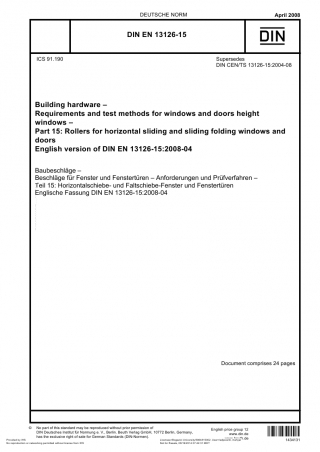 DEUTSCHE NORM
April 2008
DIN EN 13126-15
DIN
ICS 91.190
Supersedes
DIN CEN/TS 13126-15:2004-08
Building hardware –
Requirements and test methods for windows and doors height
windows –
Part 15: Rollers for horizontal sliding and sliding folding windows and
doors
English version of DIN EN 13126-15:2008-04
Baubeschläge –
Beschläge für Fenster und Fenstertüren – Anforderungen und Prüfverfahren –
Teil 15: Horizontalschiebe- und Faltschiebe-Fenster und Fenstertüren
Englische Fassung DIN EN 13126-15:2008-04
Document comprises 24 pages
© No part of this standard may be reproduced without prior permission of
DIN Deutsches Institut für Normung e. V., Berlin. Beuth Verlag GmbH, 10772 Berlin, Germany,
has the exclusive right of sale for German Standards (DIN-Normen).
English price group 12
www.din.de